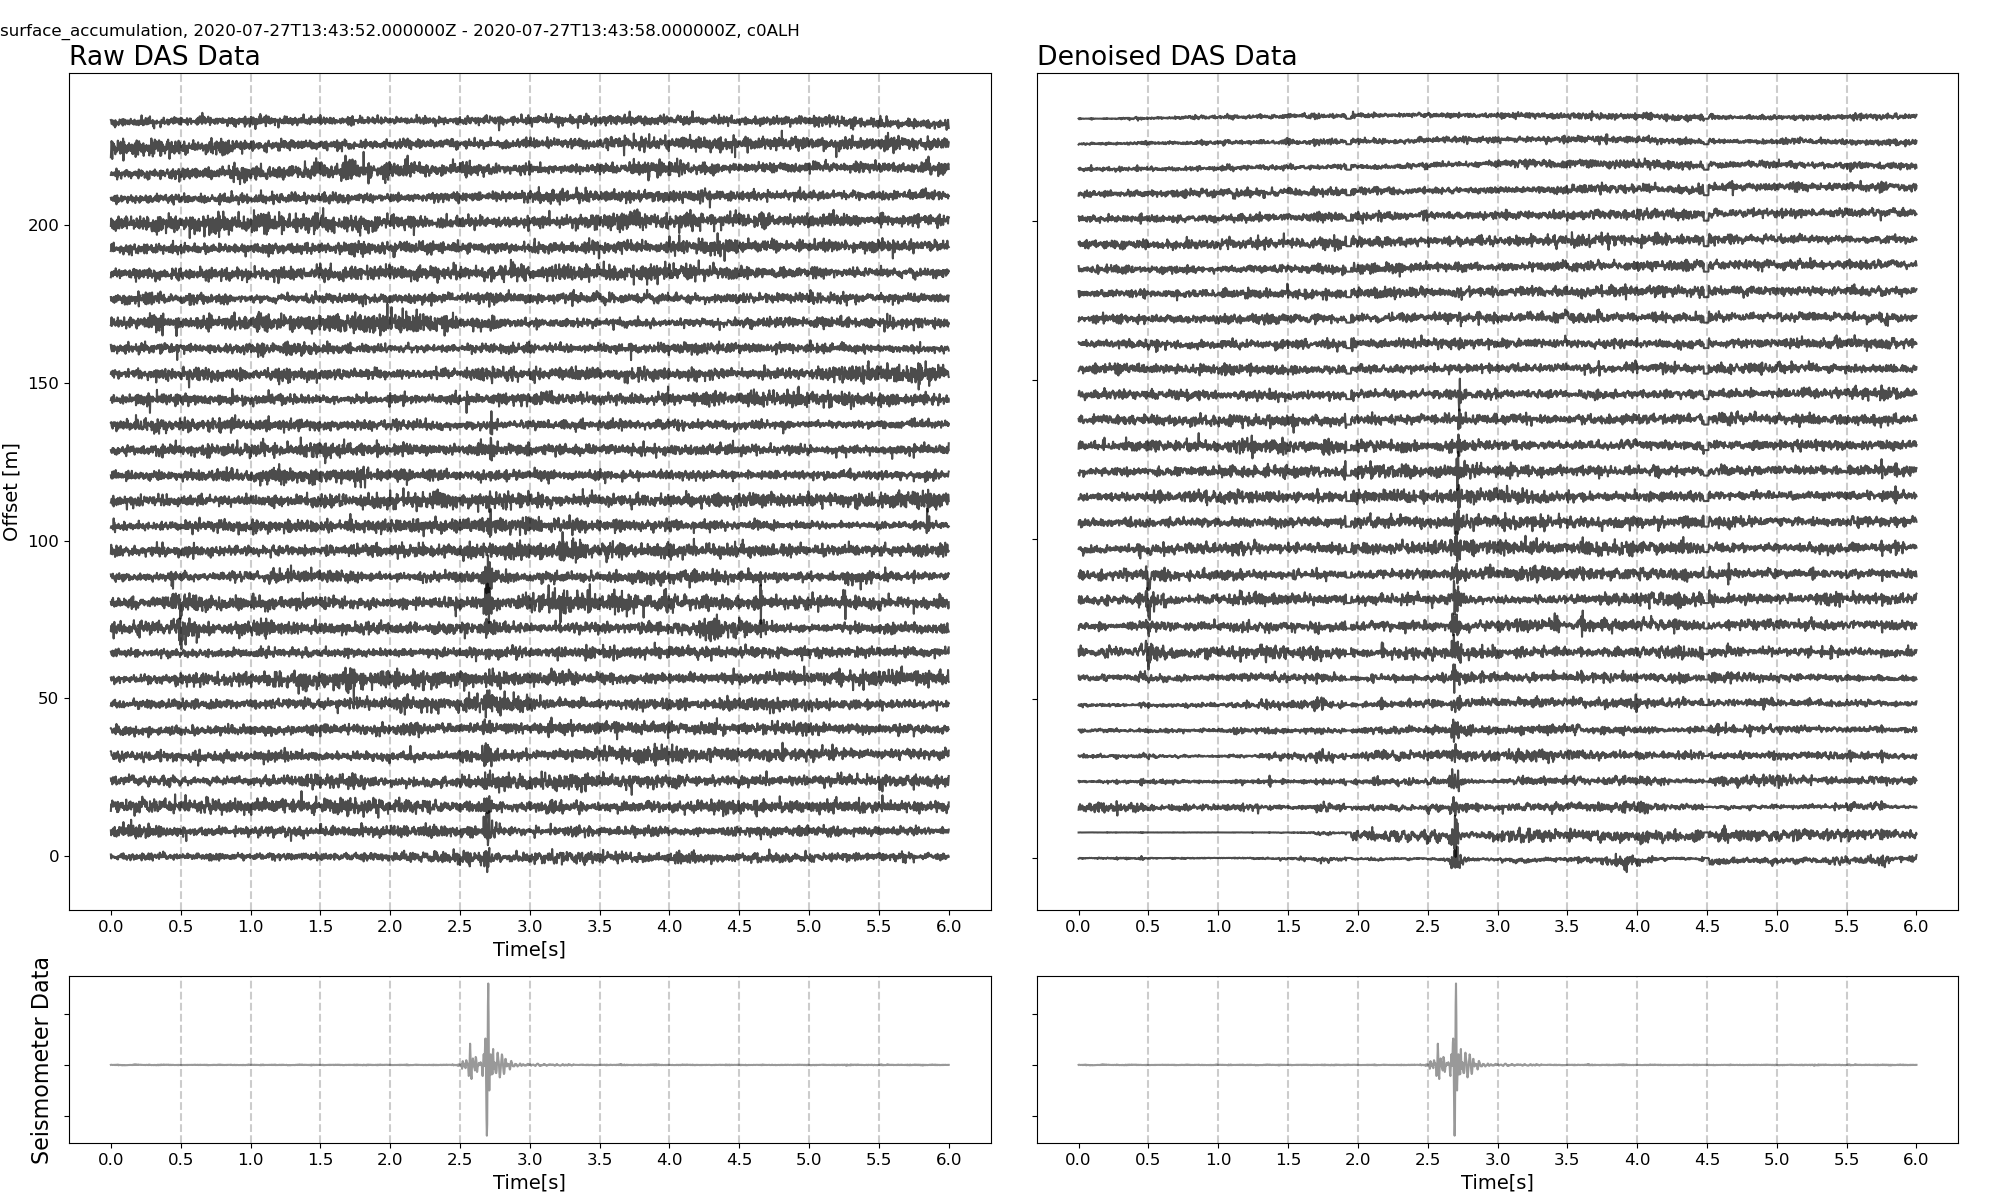 surface_accumulation, 2020-07-27T13:43:52.000000Z - 2020-07-27T13:43:58.000000Z, c0ALH
Raw DAS Data
Denoised DAS Data
Offset [m]
200
150
100
50
0
0.0 0.5 1.0 1.5 2.0 2.5 3.0 3.5 4.0 4.5 5.0 5.5 6.0
Time[s]
0.0 0.5 1.0 1.5 2.0 2.5 3.0 3.5 4.0 4.5 5.0 5.5 6.0
Seismometer Data
0.0 0.5 1.0 1.5 2.0 2.5 3.0 3.5 4.0 4.5 5.0 5.5 6.0
Time[s]
0.0 0.5 1.0 1.5 2.0 2.5 3.0 3.5 4.0 4.5 5.0 5.5 6.0
Time[s]